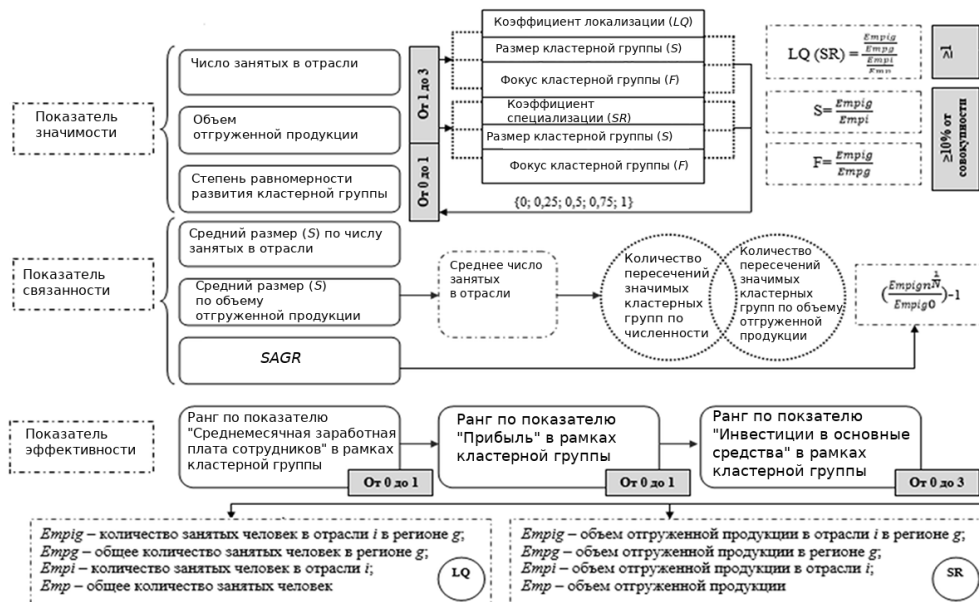 Показатель
значимости
Число занятых в отрасли
Объем
отгруженной продукции
Степень равномерности
развития кластерной группы
От 1 до 3
От 0 до 1
Коэффициент локализации (LQ)
Размер кластерной группы (S)
Фокус кластерной группы (F)
Коэффициент
специализации (SR)
Размер кластерной группы (S)
Фокус кластерной группы (F)
{0; 0,25; 0,5; 0,75; 1}
LQ (SR) =
Empig
Empg
Empi
Emp
≥1
S= Empig
Empi
F= Empig
Empg
≥10% от
совокупности
Показатель
связанности
Средний размер (S) по числу
занятых в отрасли
Средний размер (S)
по объему
отгруженной продукции
SAGR
Среднее число
занятых
в отрасли
Количество
пересечений
значимых
кластерных
групп по
численности
Количество
пересечений
значимых
кластерных
групп по объему
отгруженной
продукции
(Empign^(1/N)
Empig0)-1
Показатель
эффективности
Ранг по показателю
"Среднемесячная заработная
плата сотрудников" в рамках
кластерной группы
От 0 до 1
Ранг по показателю
"Прибыль" в рамках
кластерной группы
От 0 до 1
Ранг по покзателю
"Инвестиции в основные
средства" в рамках
кластерной группы
От 0 до 3
Empig – количество занятых человек в отрасли i в регионе g;
Empg – общее количество занятых человек в регионе g;
Empi – количество занятых человек в отрасли i;
Emp – общее количество занятых человек
LQ
Empig – объем отгруженной продукции в отрасли i в регионе g;
Empg – объем отгруженной продукции в регионе g;
Empi – объем отгруженной продукции в отрасли i;
Emp – объем отгруженной продукции
SR